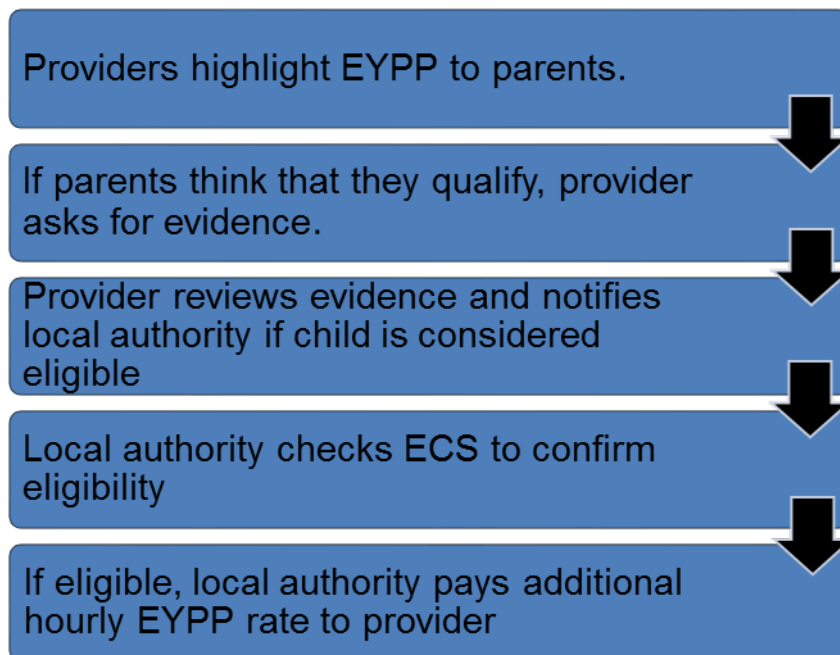 Providers highlight EYPP to parents.
If parents think that they qualify, provider
asks for evidence.
Provider reviews evidence and notifies
local authority if child is considered
eligible
Local authority checks ECS to confirm
eligibility
If eligible, local authority pays additional
hourly EYPP rate to provider